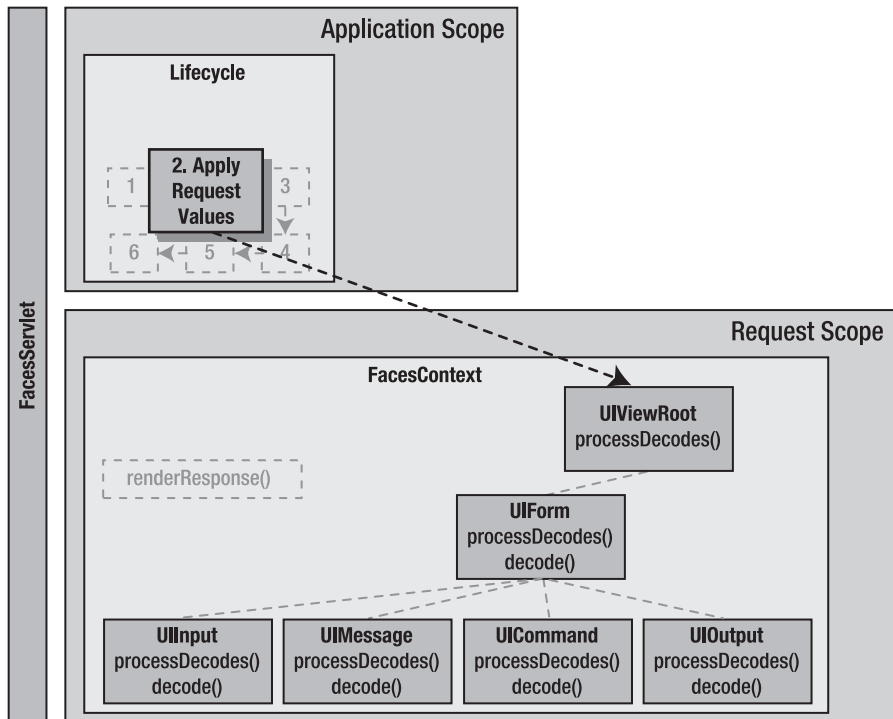 FacesServlet
Application Scope
Lifecycle
2. Apply
Request
Values
1
3
6
5
4
Request Scope
FacesContext
UIViewRoot
processDecodes()
renderResponse()
UIForm
processDecodes()
decode()
UIInput
processDecodes()
decode()
UIMessage
processDecodes()
decode()
UICommand
processDecodes()
decode()
UIOutput
processDecodes()
decode()